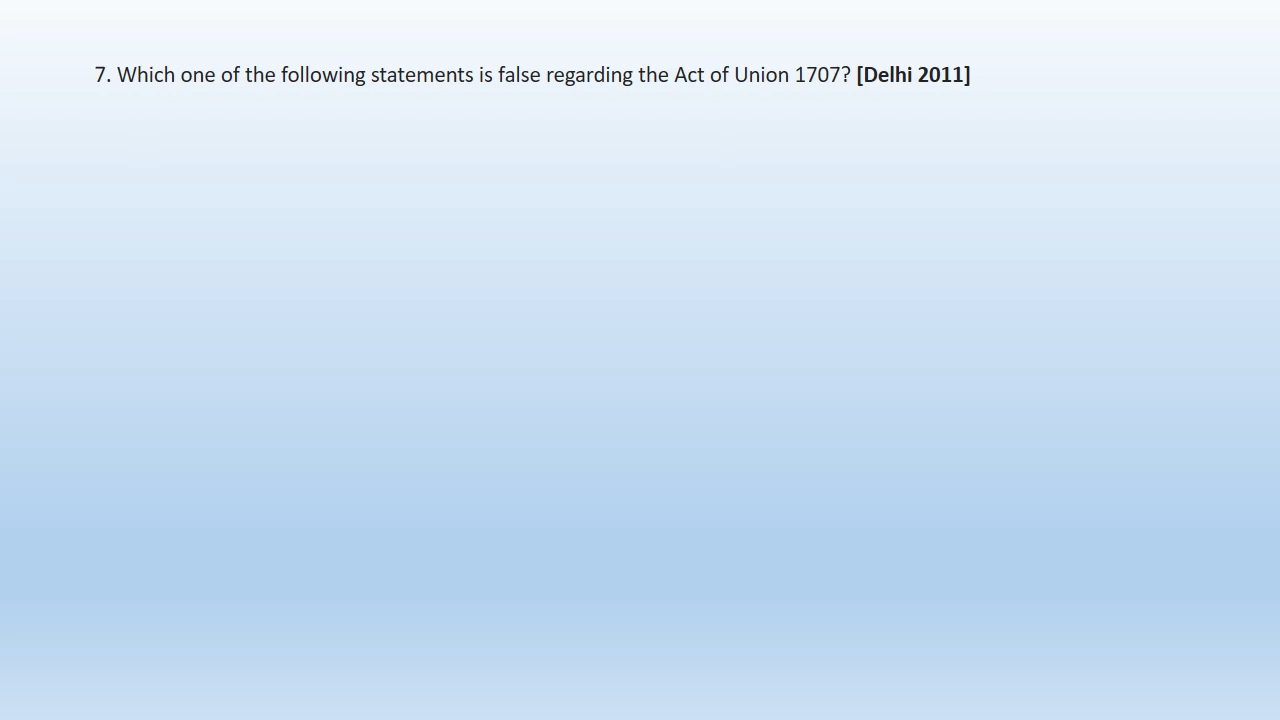 7. Which one of the following statements is false regarding the Act of Union 1707? [Delhi 2011]